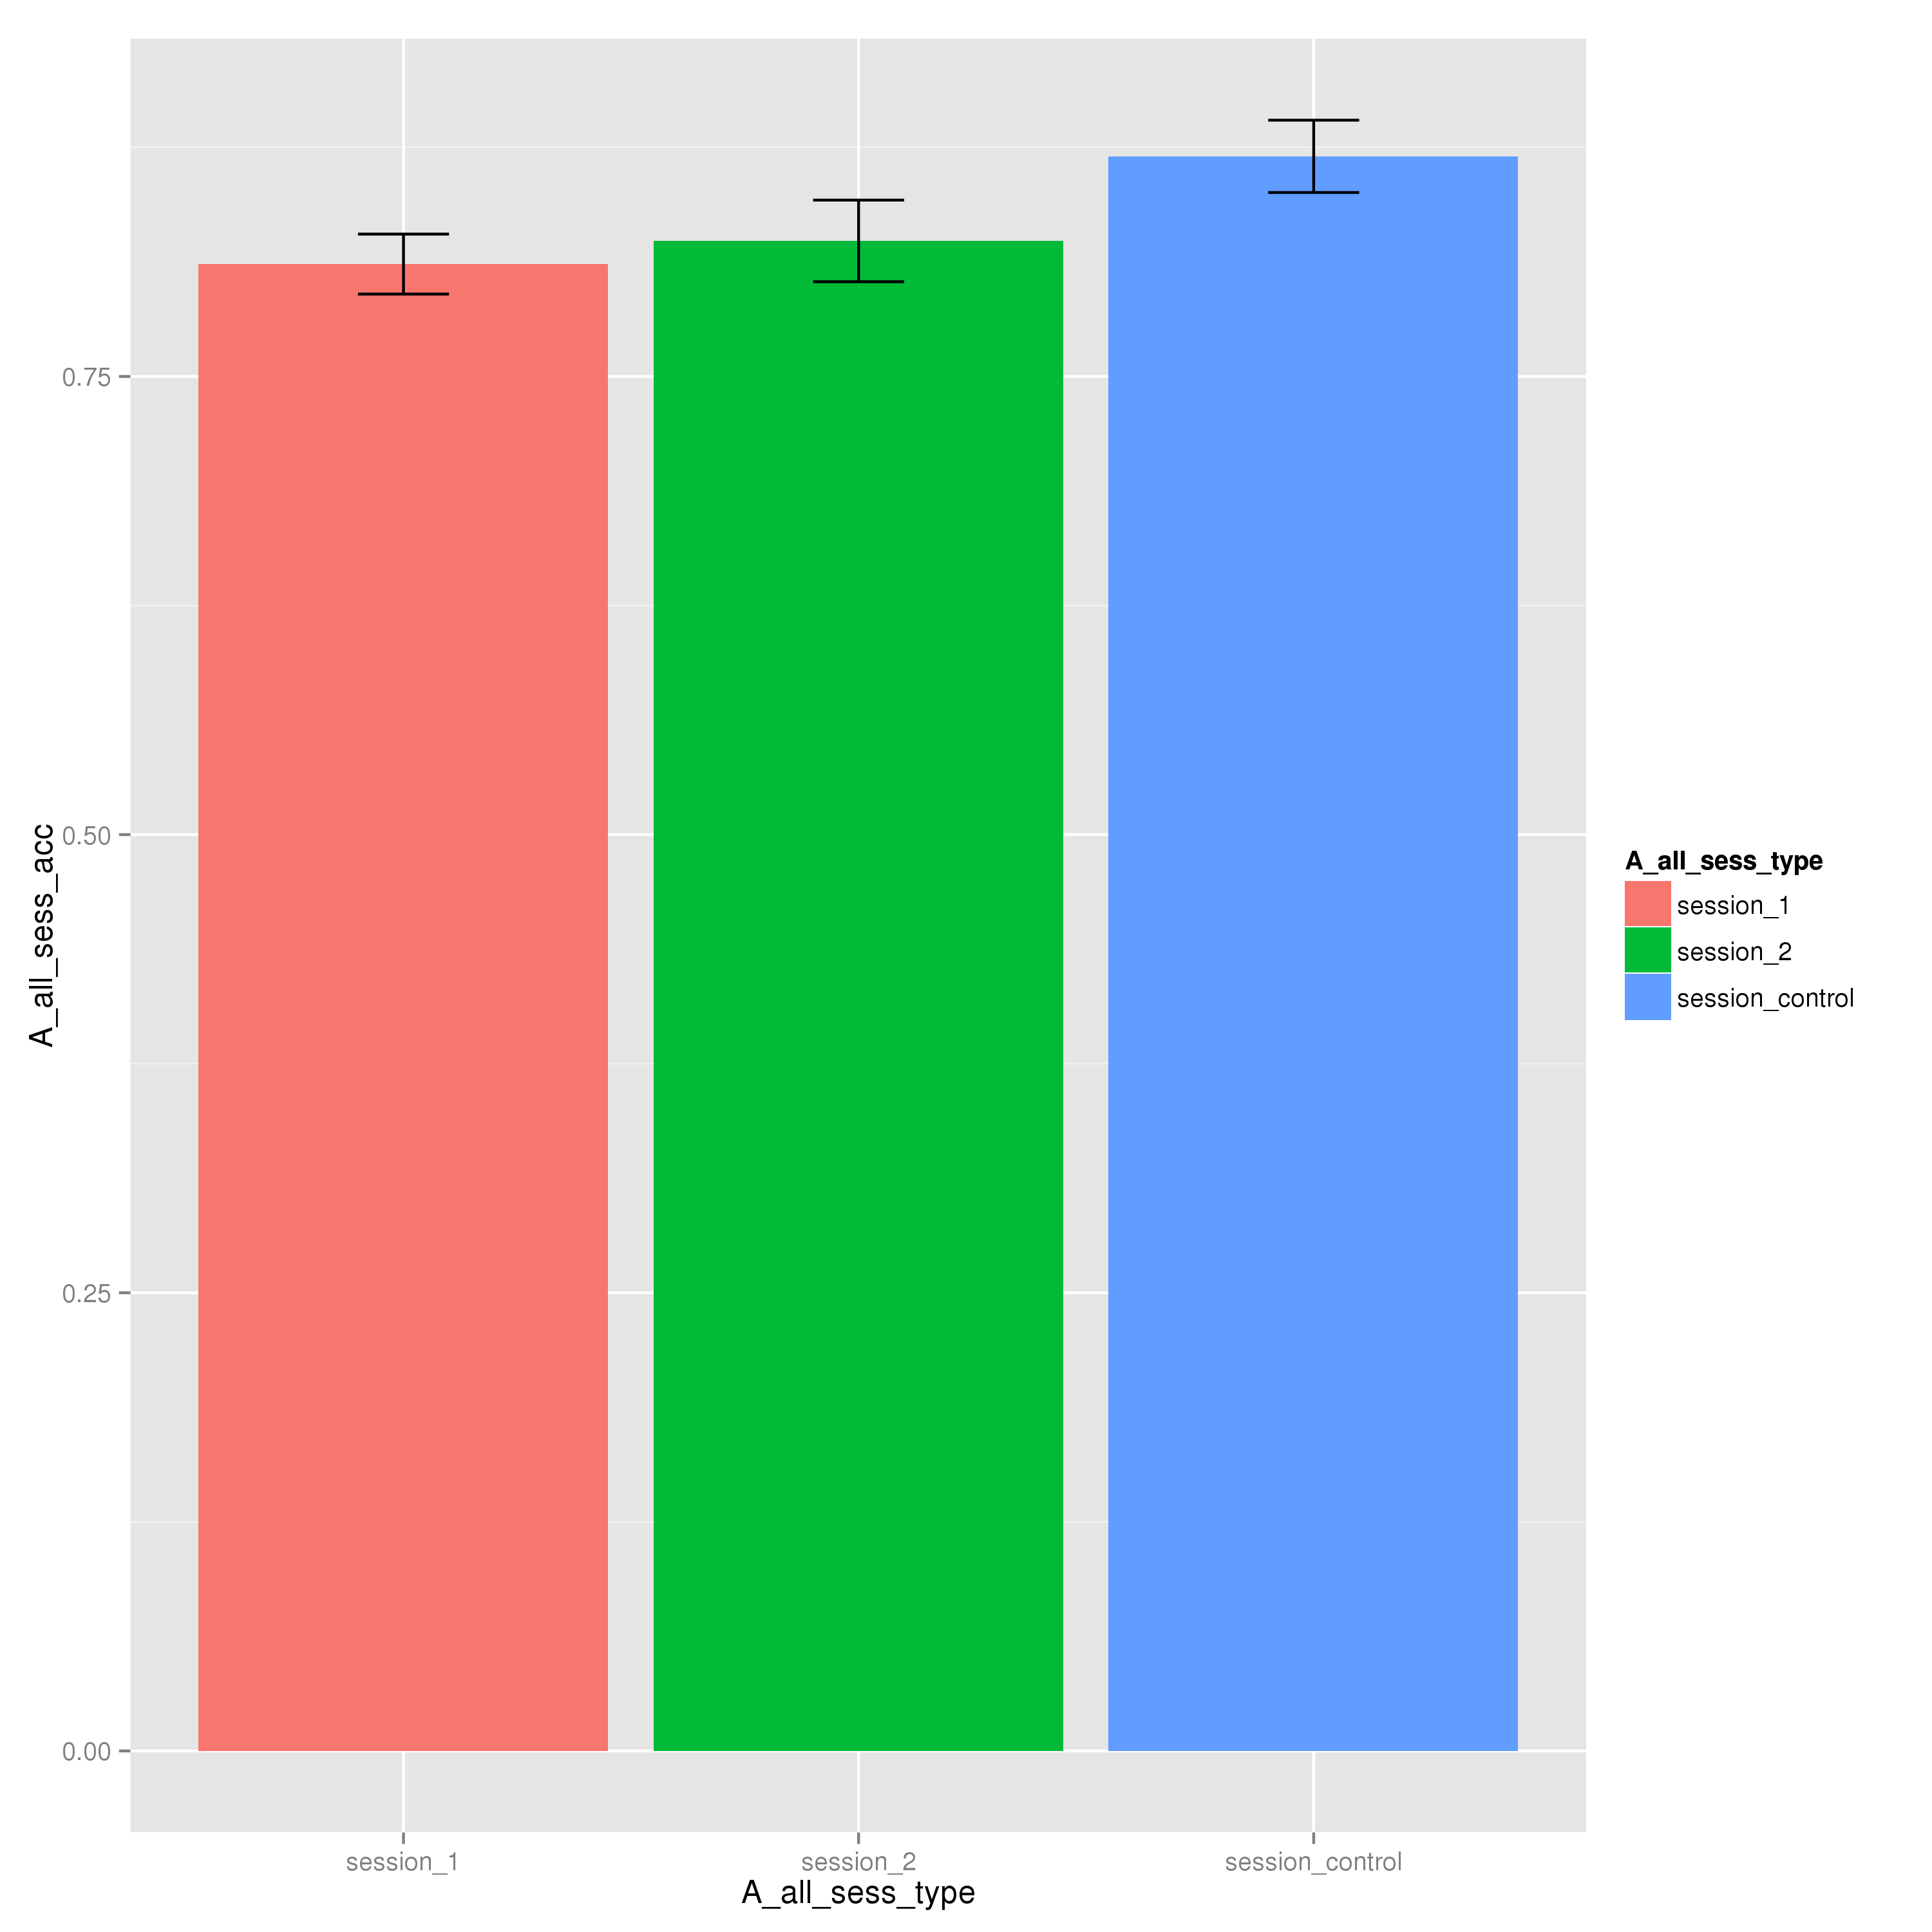 A_all_sess_acc
0.75
0.50
0.25
0.00
session_1
session_2
session_control
A_all_sess_type
A_all_sess_type
session_1
session_2
session_control